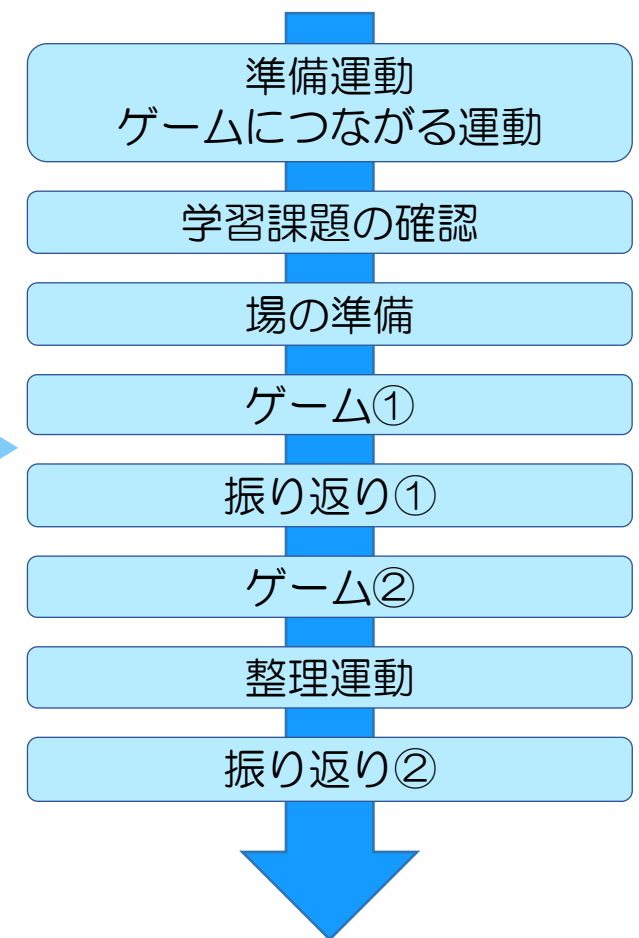 準備運動
ゲームにつながる運動
学習課題の確認
場の準備
ゲーム①
振り返り①
ゲーム②
整理運動
振り返り②